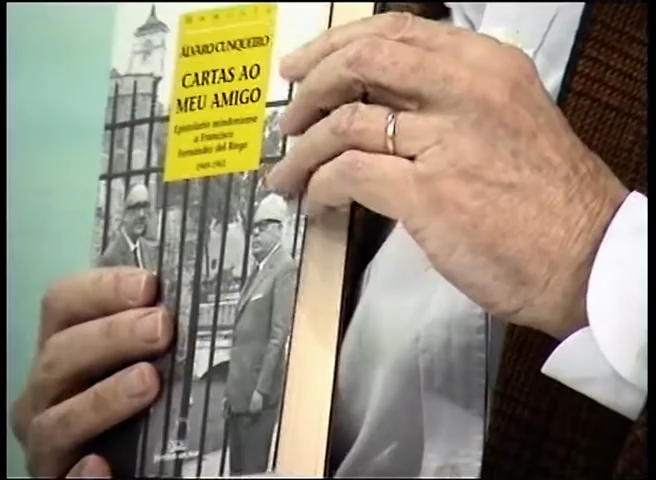 ÁLVARO CUNQUEIRO
CARTAS AO
MEU AMIGO
Epistolario mindoniense
a Francisco
Fernández del Riego